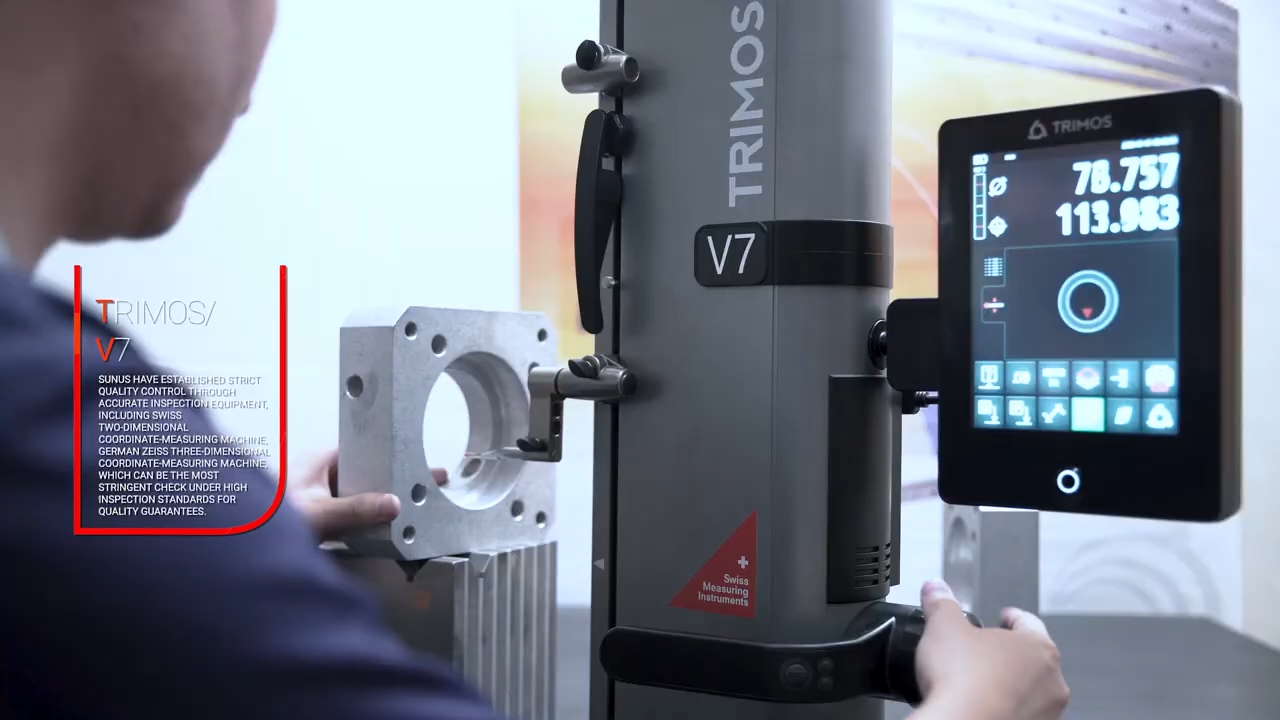 TRIMOS
TRIMOS
78.757
113.983
V7
TRIMOS/
V7
SUNUS HAVE ESTABLISHED STRICT
QUALITY CONTROL THROUGH
ACCURATE INSPECTION EQUIPMENT,
INCLUDING SWISS
TWO-DIMENSIONAL
COORDINATE-MEASURING MACHINE,
GERMAN ZEISS THREE-DIMENSIONAL
COORDINATE-MEASURING MACHINE,
WHICH CAN BE THE MOST
STRINGENT CHECK UNDER HIGH
INSPECTION STANDARDS FOR
QUALITY GUARANTEES.
Swiss
Measuring
Instruments